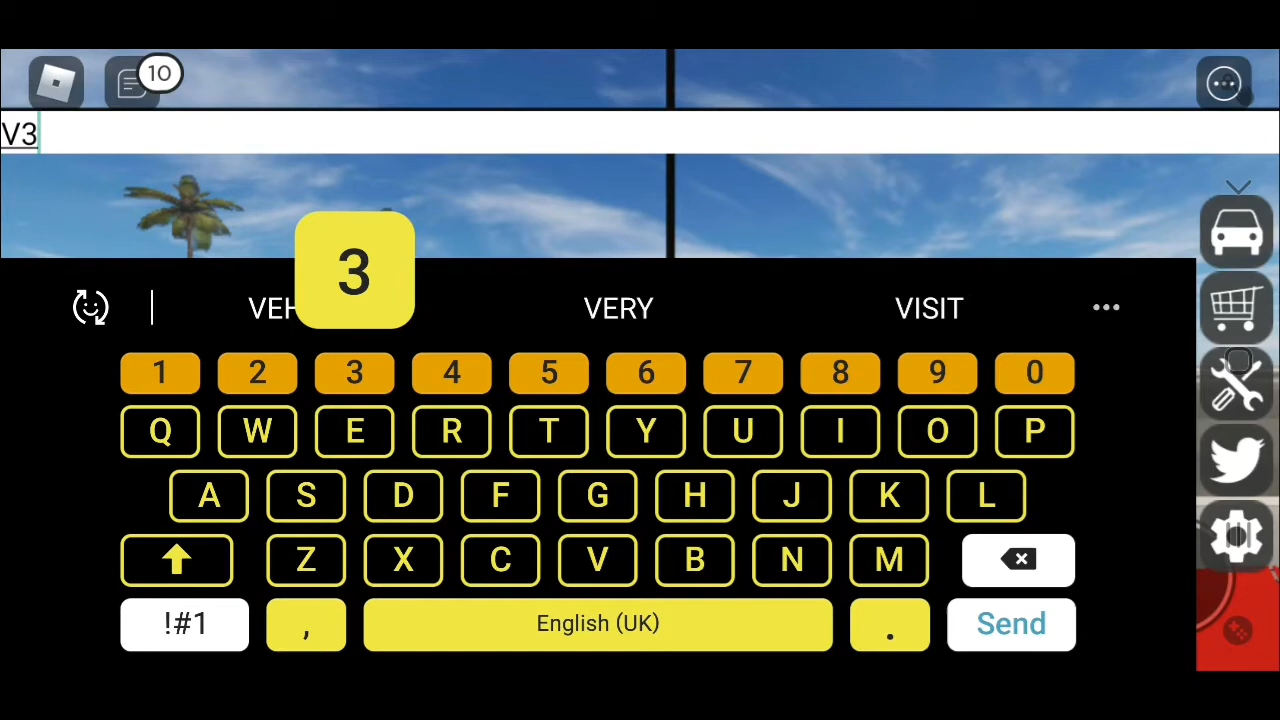 10
V3
3
VERY VISIT
1 2 3 4 5 6 7 8 9 0
Q W E R T Y U I O P
A S D F G H J K L
Z X C V B N M
!#1 , English (UK) . Send